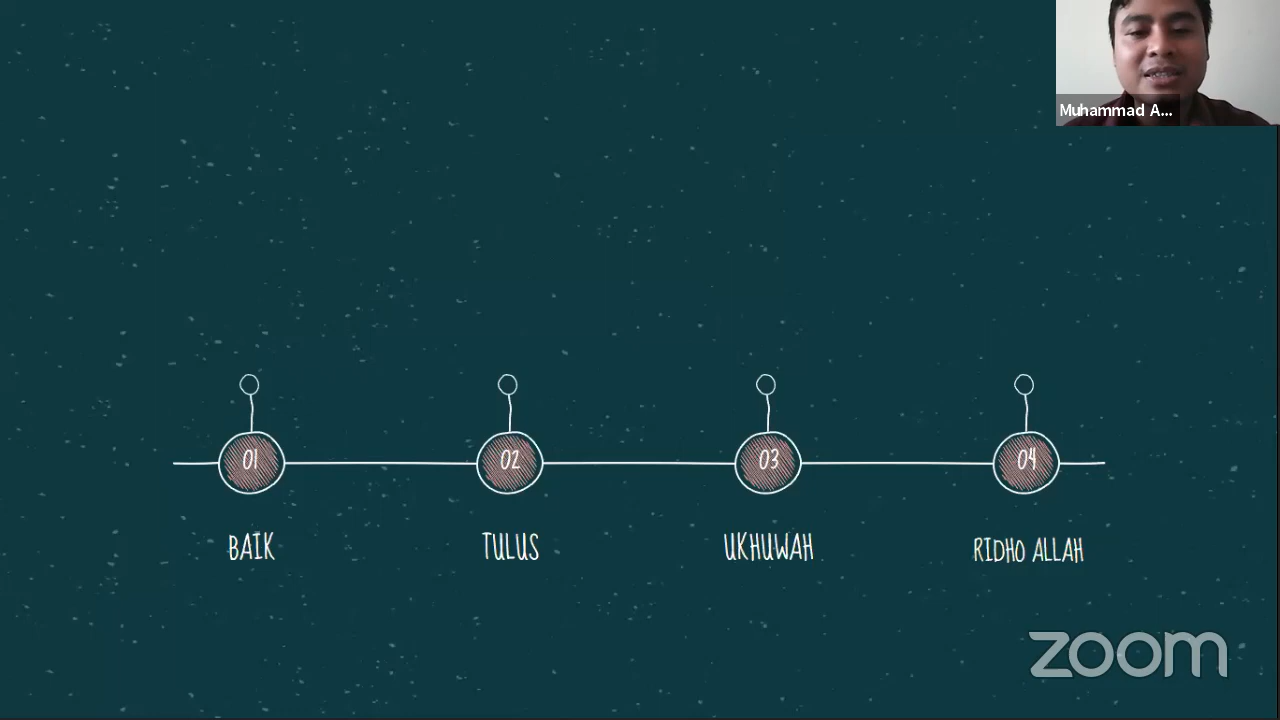 Muhammad A...
01
02
03
04
BAIK
TULUS
UKHUWAH
RIDHO ALLAH
zoom